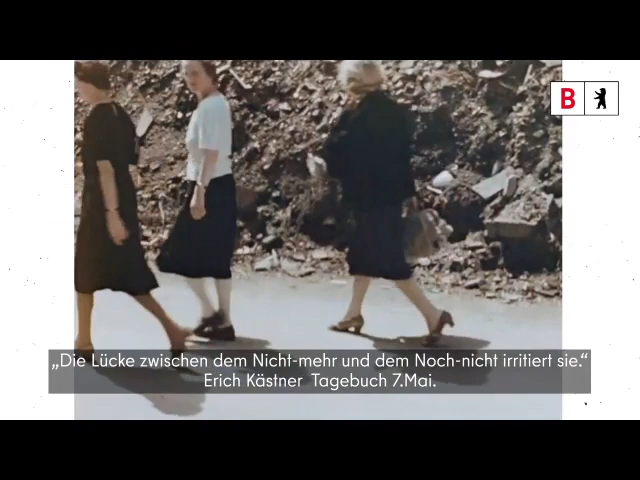 B
„Die Lücke zwischen dem Nicht-mehr und dem Noch-nicht irritiert sie.“
Erich Kästner Tagebuch 7.Mai.